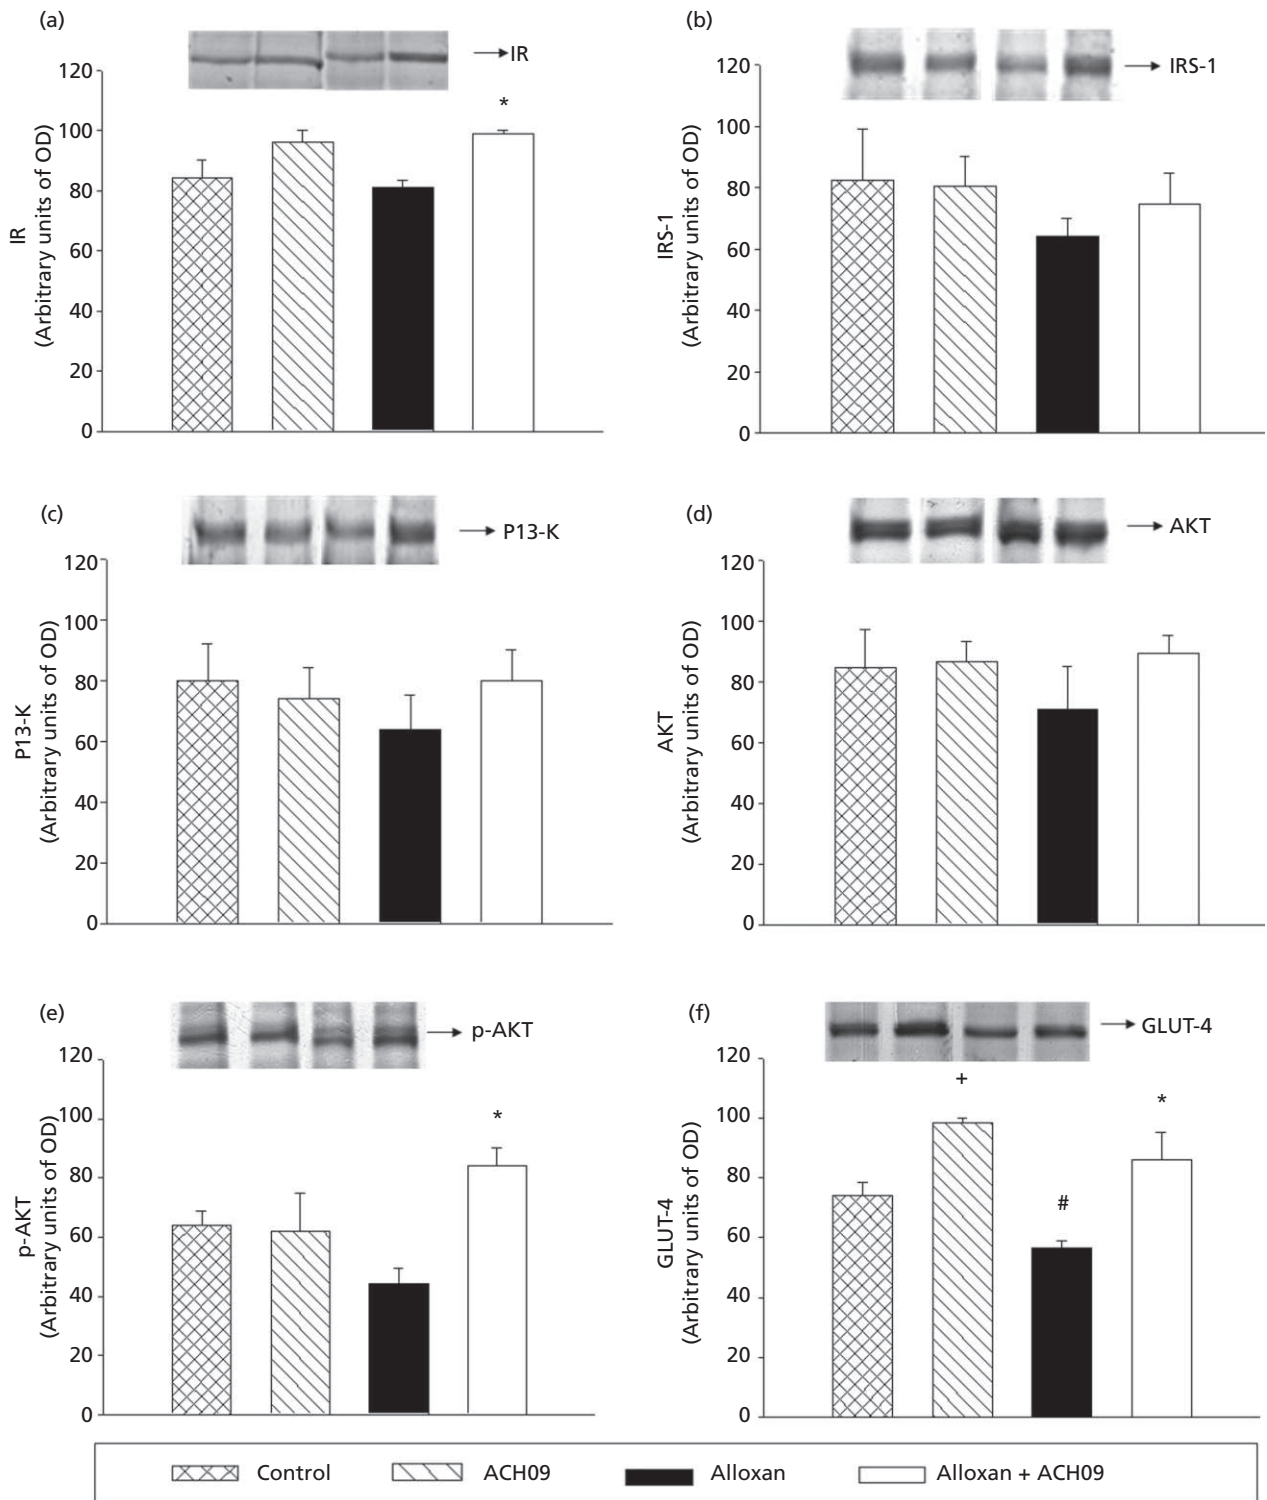 (a)
IR
120
100
80
60
40
20
0
IR
(Arbitrary units of OD)
*
(b)
IRS-1
120
100
80
60
40
20
0
IRS-1
(Arbitrary units of OD)
(c)
P13-K
120
100
80
60
40
20
0
P13-K
(Arbitrary units of OD)
(d)
AKT
120
100
80
60
40
20
0
AKT
(Arbitrary units of OD)
(e)
p-AKT
120
100
80
60
40
20
0
p-AKT
(Arbitrary units of OD)
*
(f)
GLUT-4
120
100
80
60
40
20
0
GLUT-4
(Arbitrary units of OD)
+
#
*
Control ACH09 Alloxan Alloxan + ACH09